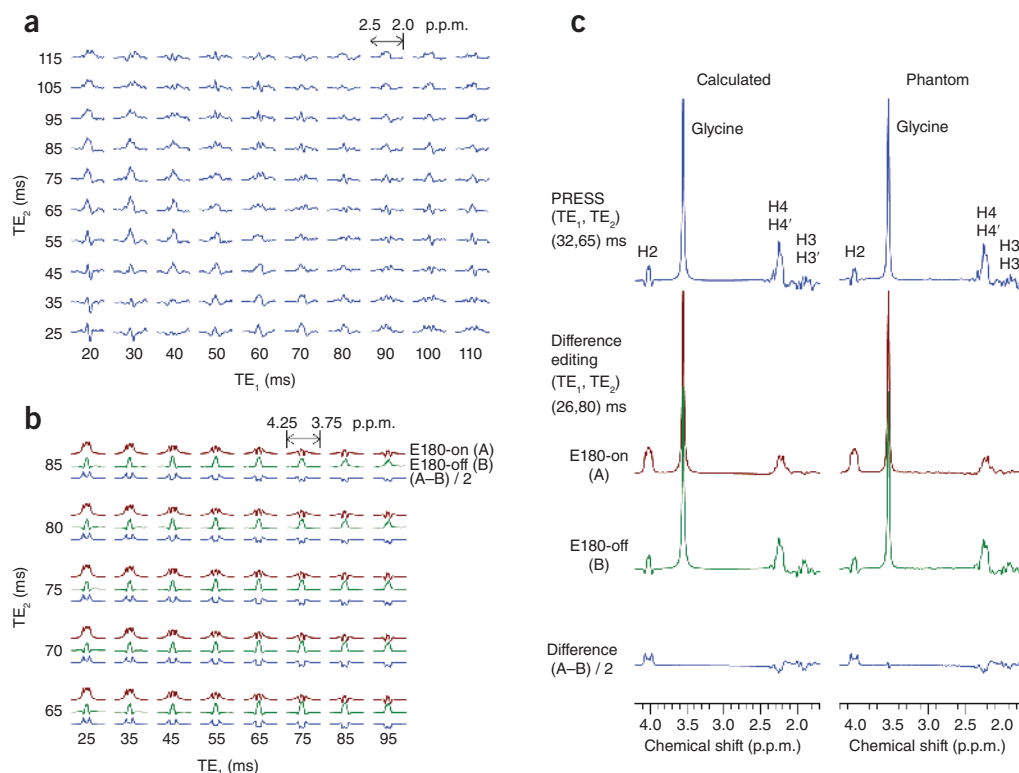 a
2.5 2.0 p.p.m.
115
105
95
85
75
65
55
45
35
25
TE2 (ms)
20 30 40 50 60 70 80 90 100 110
TE1 (ms)
b
4.25 3.75 p.p.m.
E180-on (A)
E180-off (B)
(A–B) / 2
85
80
75
70
65
TE2 (ms)
25 35 45 55 65 75 85 95
TE1 (ms)
c
Calculated Phantom
Glycine Glycine
PRESS
(TE1, TE2)
(32,65) ms
H2
H4
H4′
H3
H3′
H2
H4
H4′
H3
H3
Difference
editing
(TE1, TE2)
(26,80) ms
E180-on
(A)
E180-off
(B)
Difference
(A–B) / 2
4.0 3.5 3.0 2.5 2.0 4.0 3.5 3.0 2.5 2.0
Chemical shift (p.p.m.) Chemical shift (p.p.m.)